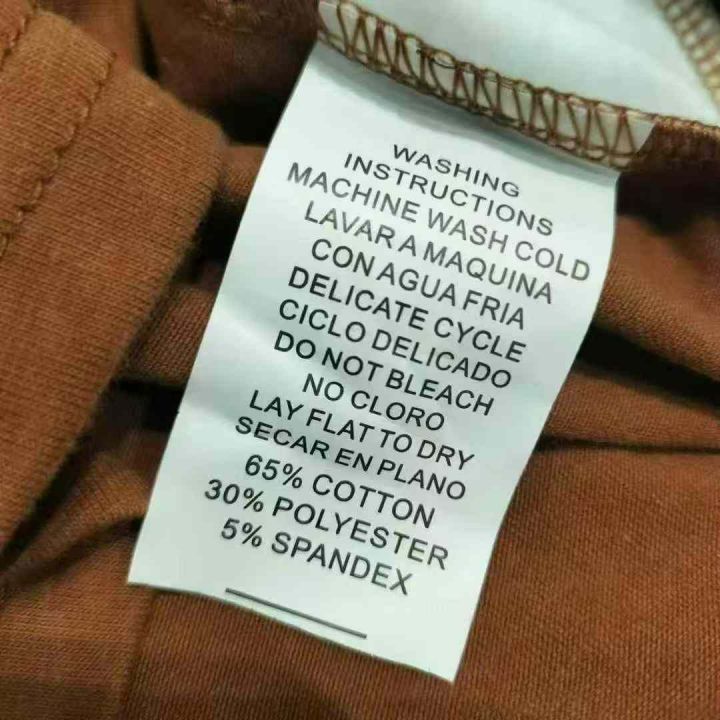 WASHING
INSTRUCTIONS
MACHINE WASH COLD
LAVAR A MAQUINA
CON AGUA FRIA
DELICATE CYCLE
CICLO DELICADO
DO NOT BLEACH
NO CLORO
LAY FLAT TO DRY
SECAR EN PLANO
65% COTTON
30% POLYESTER
5% SPANDEX